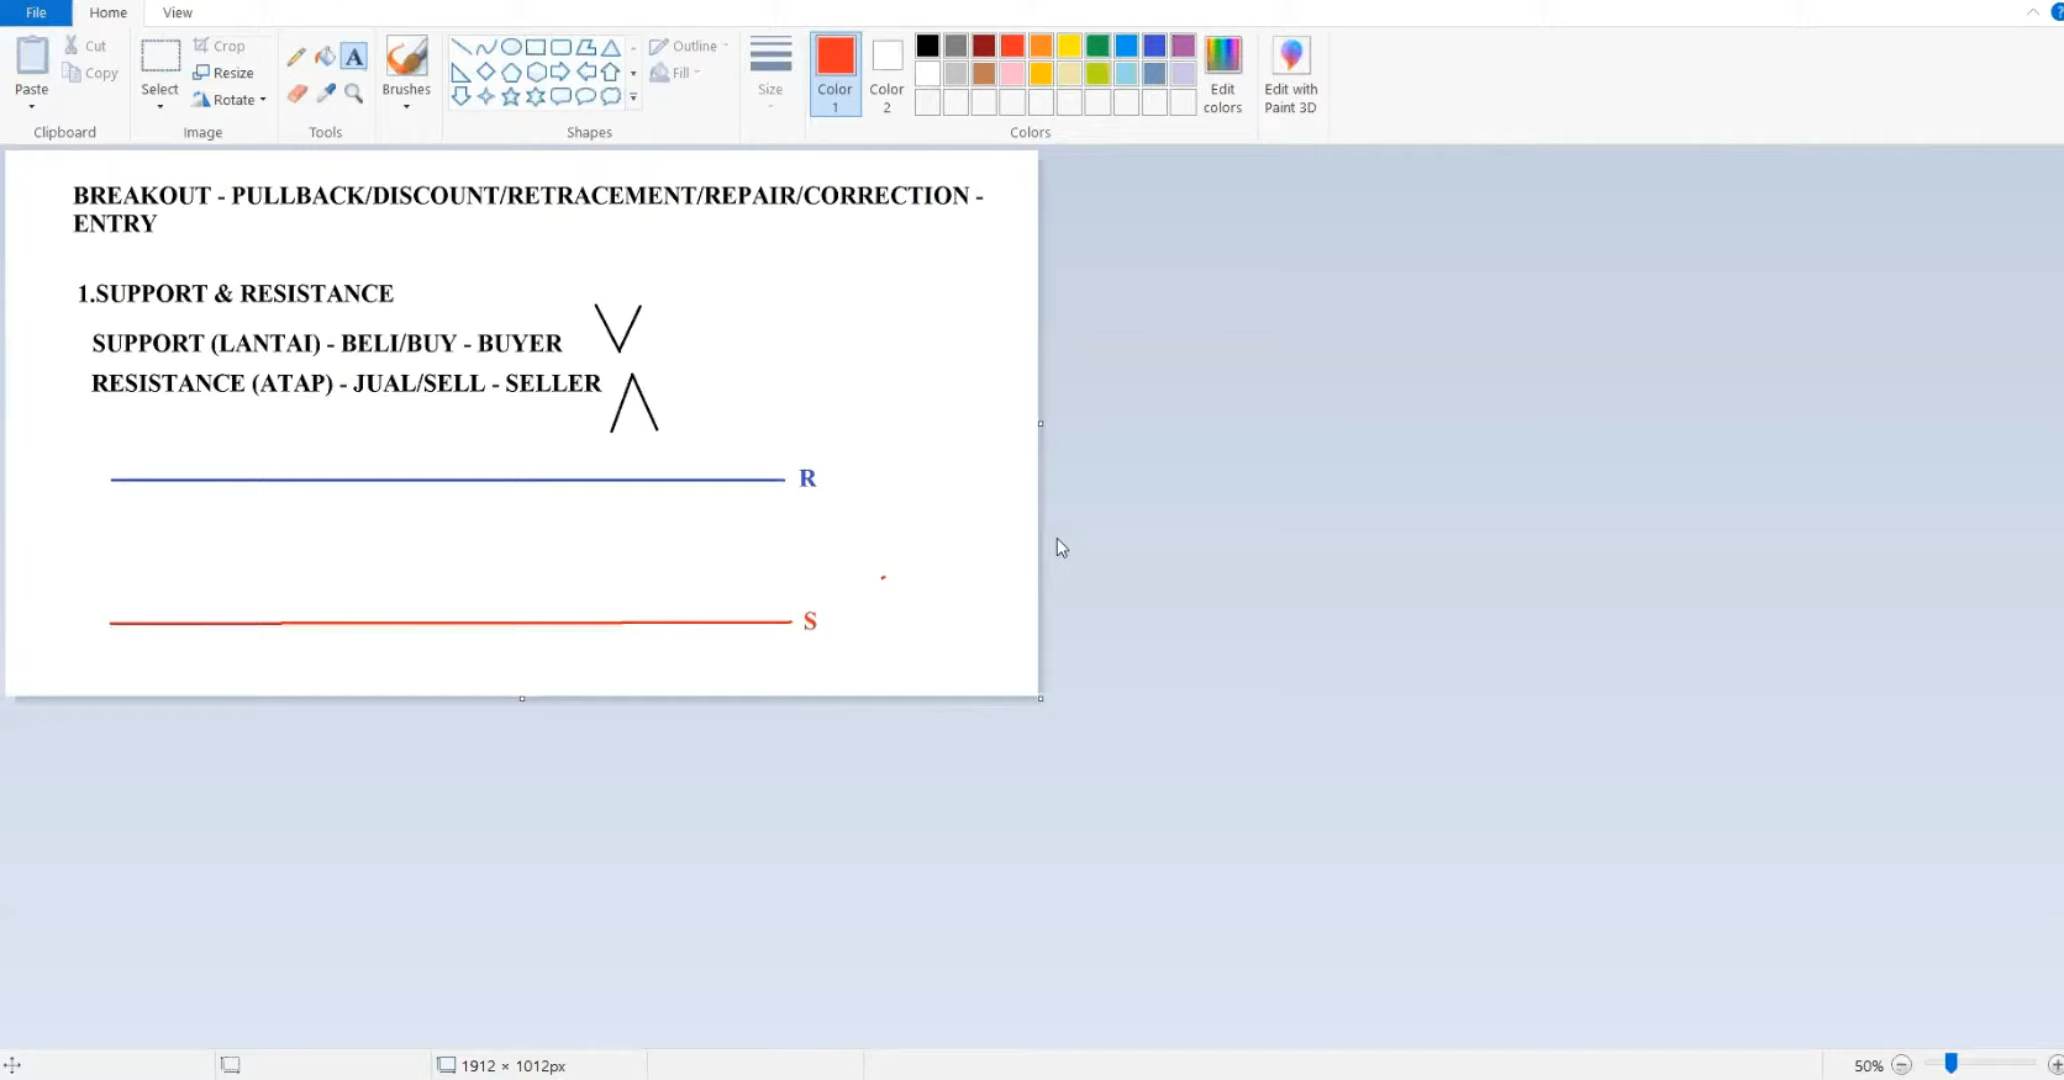 File Home View
Cut
Copy
Paste
Clipboard
Select
Crop
Resize
Rotate
Image
A
Tools
Brushes
Outline
Fill
Shapes
Size
Color 1
Color 2
Edit colors
Edit with Paint 3D
Colors
BREAKOUT - PULLBACK/DISCOUNT/RETRACEMENT/REPAIR/CORRECTION -
ENTRY
1.SUPPORT & RESISTANCE
SUPPORT (LANTAI) - BELI/BUY - BUYER
RESISTANCE (ATAP) - JUAL/SELL - SELLER
R
S
1912 × 1012px
50%